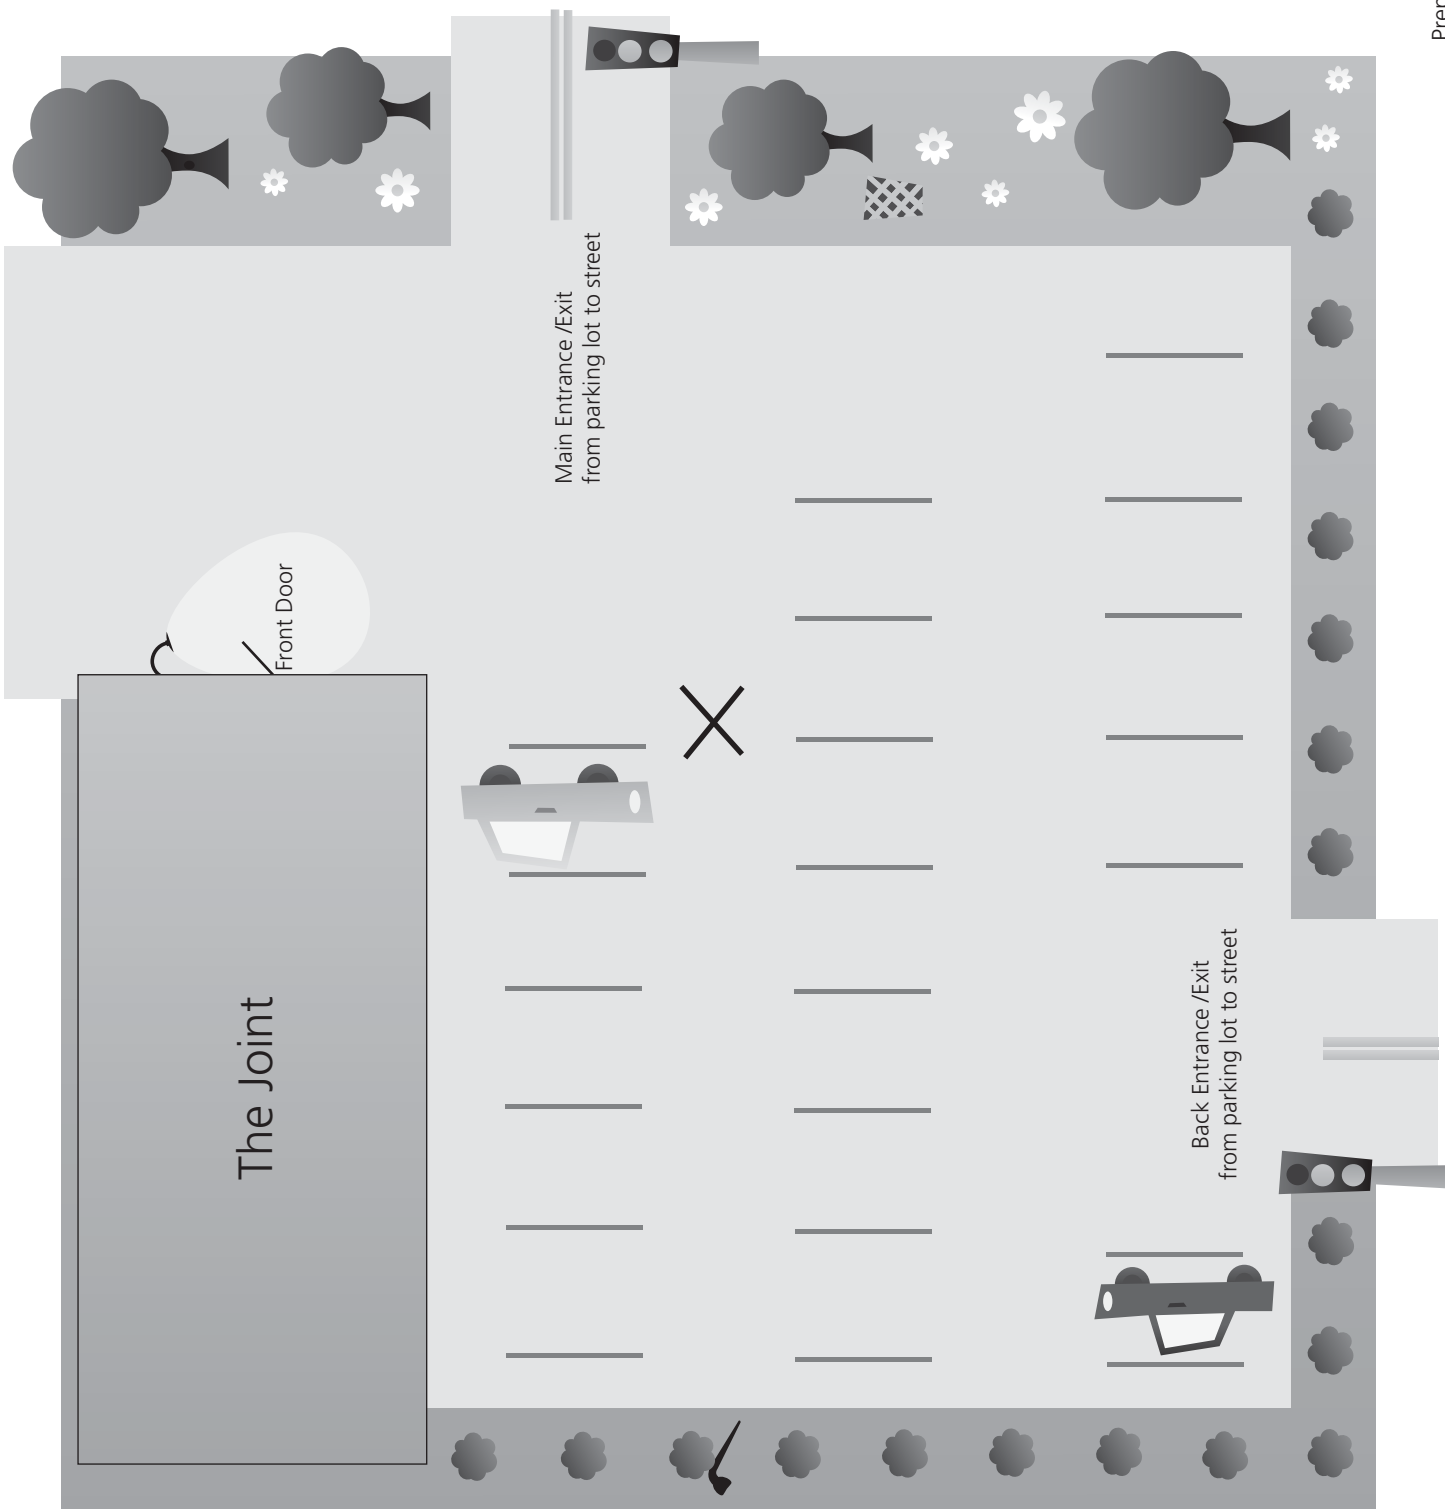 The Joint
Front Door
Main Entrance /Exit
from parking lot to street
Back Entrance /Exit
from parking lot to street